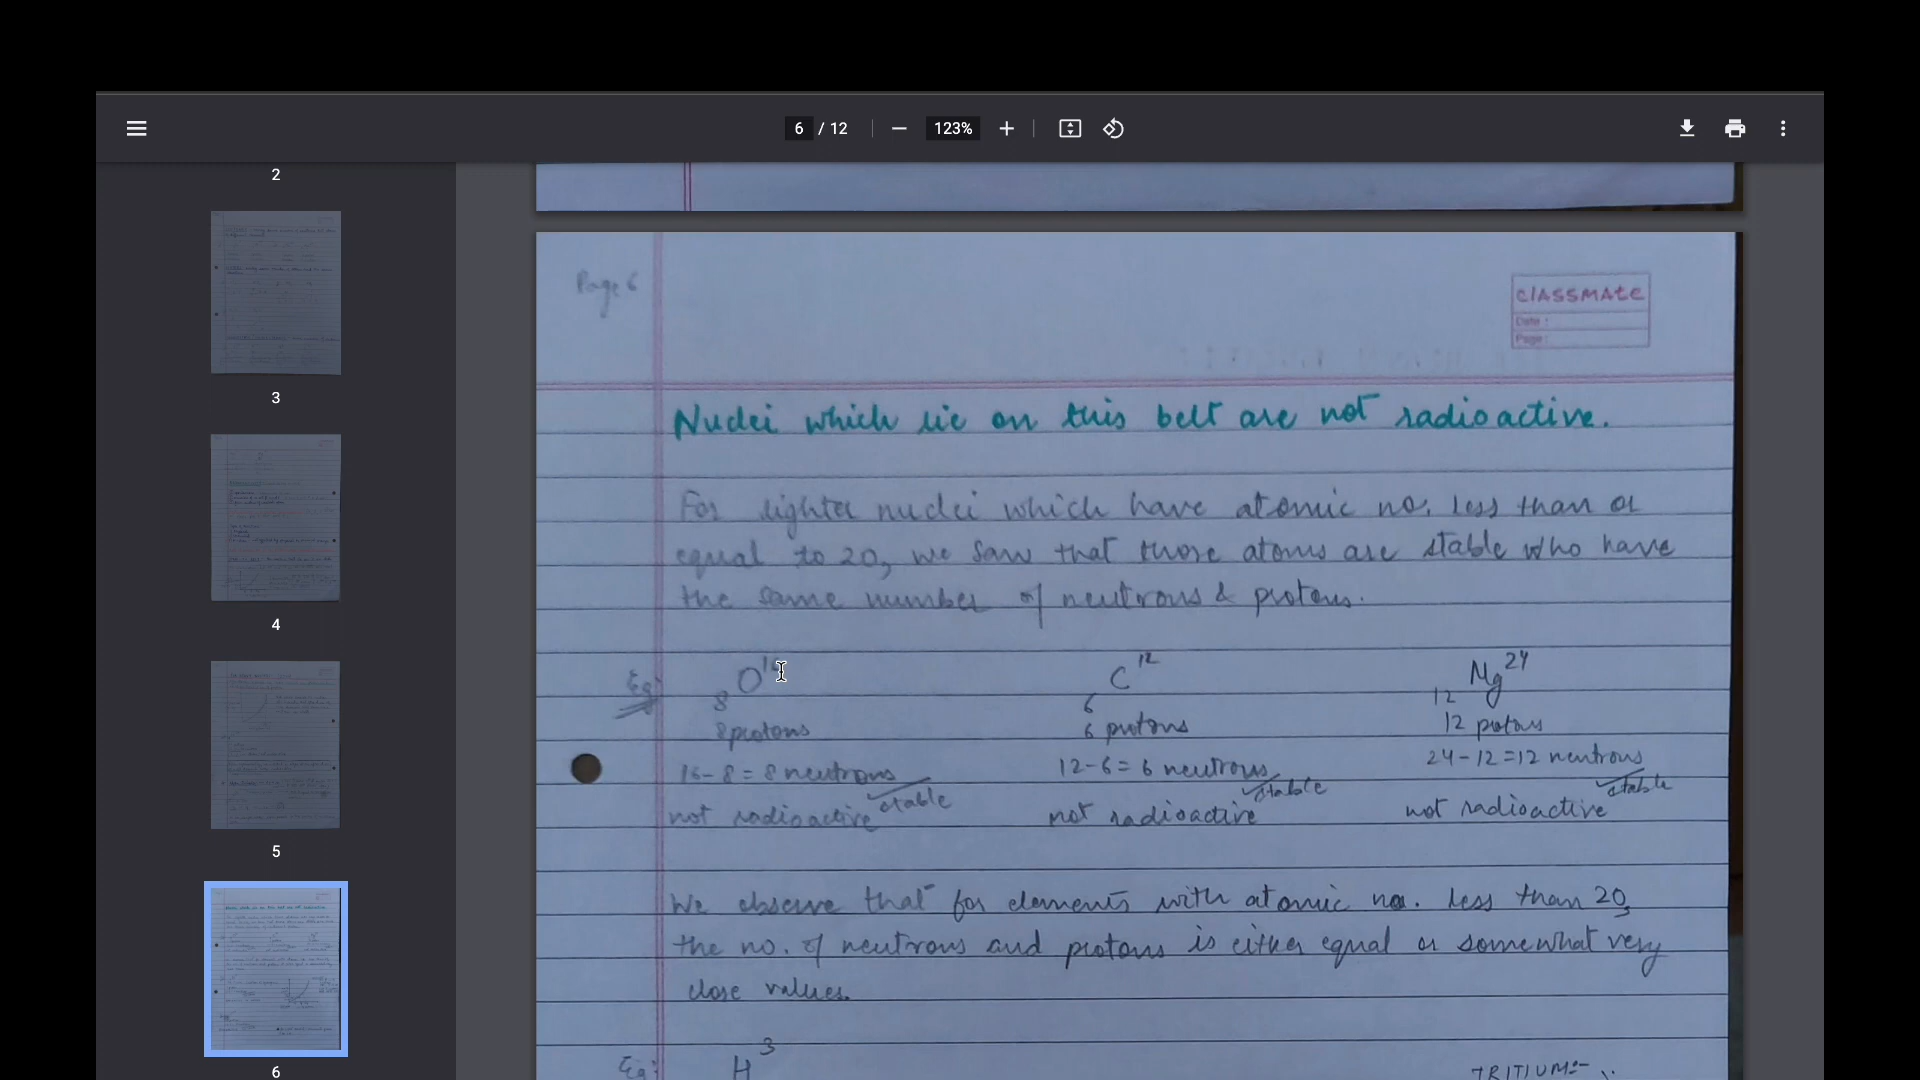 6 / 12
123%
2
3
4
5
6
Page 6
CLASSMATE
Date :
Page :
Nuclei which lie on this belt are not radioactive.
For lighter nuclei which have atomic no. less than or
equal to 20, we saw that those atoms are stable who have
the same number of neutrons & protons.
Eg:
8 O
6 C 12
12 Mg 24
8 protons
6 protons
12 protons
16-8 = 8 neutrons
12-6 = 6 neutrons
24-12 = 12 neutrons
stable
stable
stable
not radioactive
not radioactive
not radioactive
We observe that for elements with atomic no. less than 20,
the no. of neutrons and protons is either equal or somewhat very
close values.
Eg: H 3
TRITIUM:-